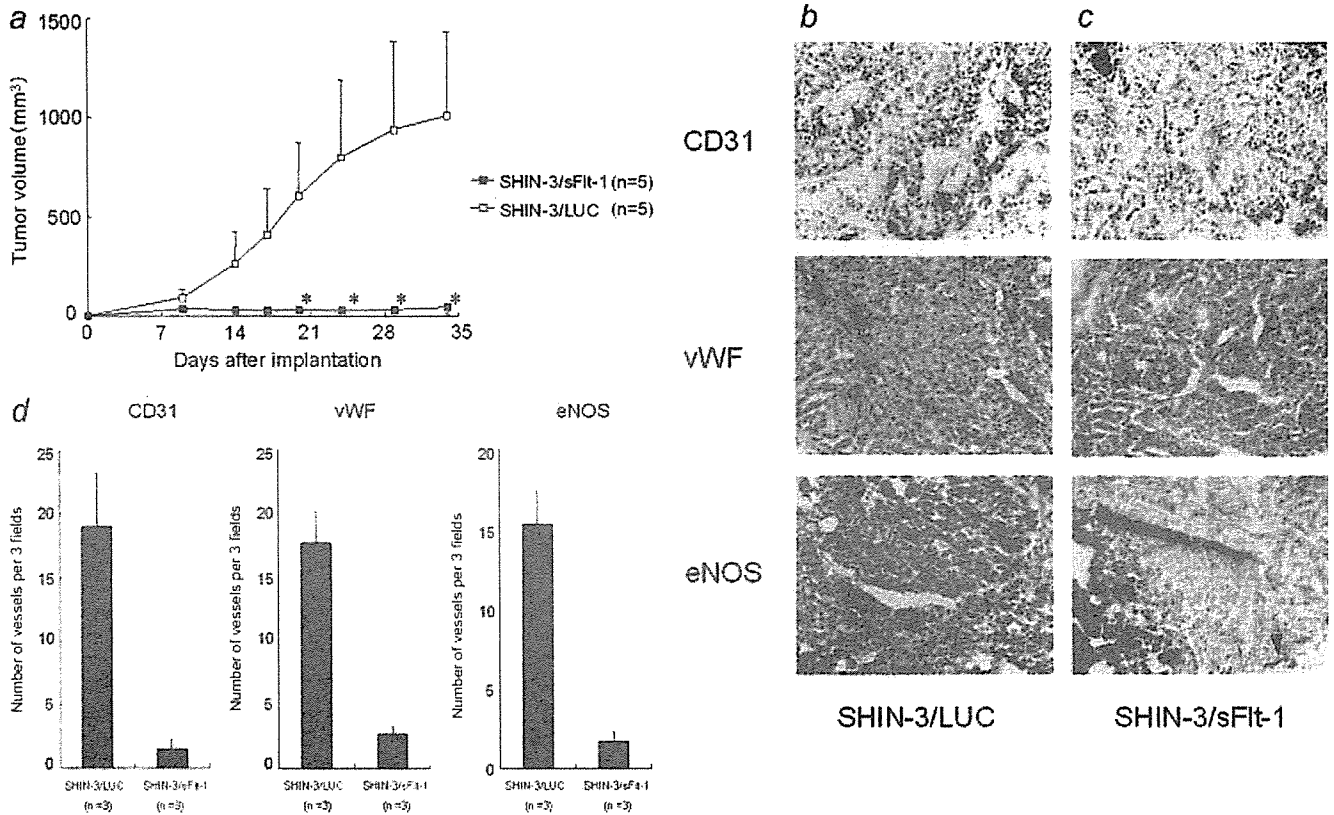 a
1500
1000
500
0
Tumor volume (mm³)
0 7 14 21 28 35
Days after implantation
* * * *
SHIN-3/sFlt-1 (n=5)
SHIN-3/LUC (n=5)
b
c
CD31
vWF
eNOS
SHIN-3/LUC
SHIN-3/sFlt-1
d
CD31
Number of vessels per 3 fields
25
20
15
10
5
0
SHIN-3/LUC
(n=3)
SHIN-3/sFlt-1
(n=3)
vWF
Number of vessels per 3 fields
25
20
15
10
5
0
SHIN-3/LUC
(n=3)
SHIN-3/sFlt-1
(n=3)
eNOS
Number of vessels per 3 fields
20
15
10
5
0
SHIN-3/LUC
(n=3)
SHIN-3/sFlt-1
(n=3)